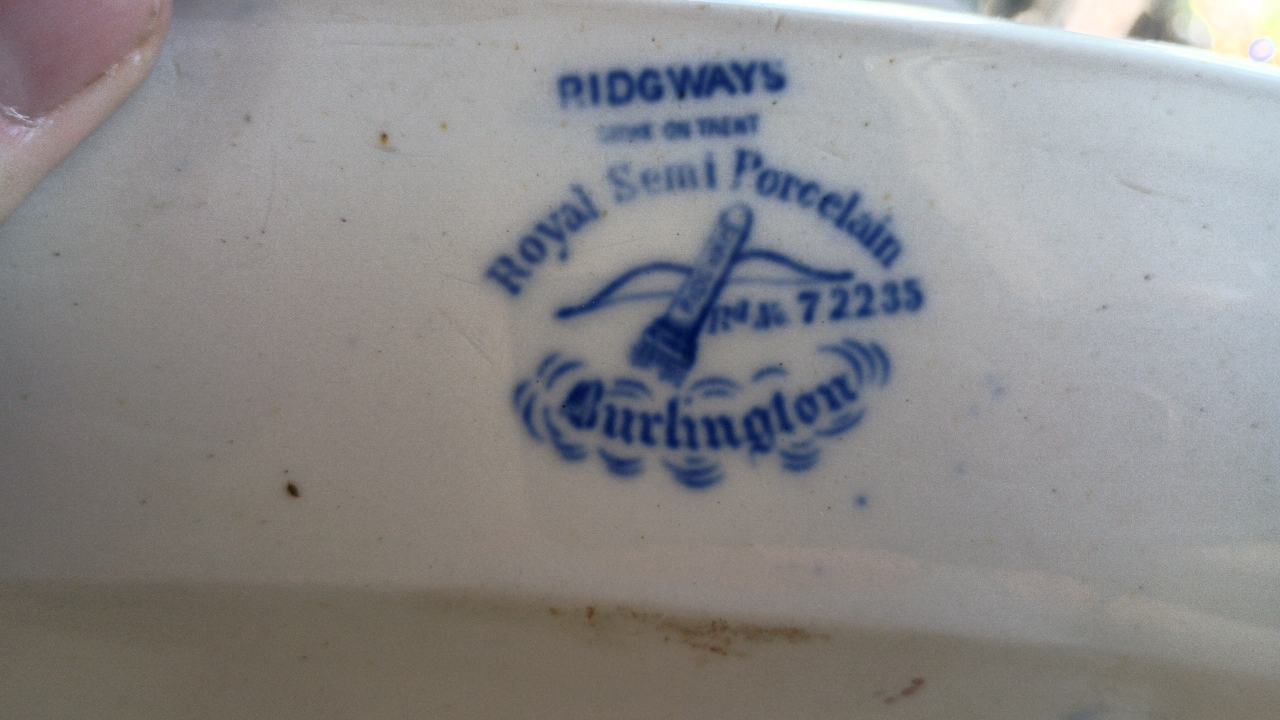 RIDGWAYS
STOKE ON TRENT
Royal Semi Porcelain
Rd. No. 72235
Burlington